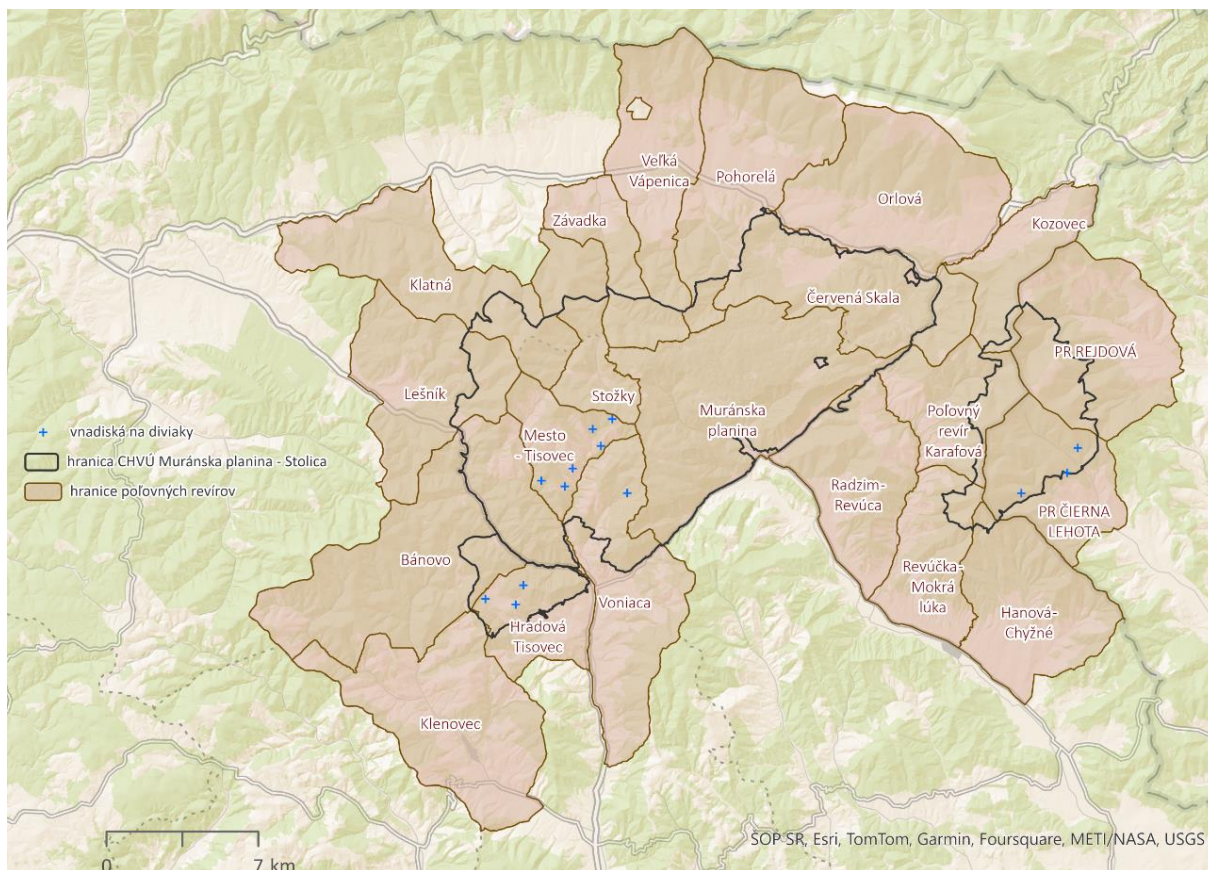 Veľká
Vápenica
Pohorelá
Orlová
Závadka
Kozovec
Klatná
Červená Skala
PR REJDOVÁ
Lešník
Stožky
Muránska
planina
Poľovný
revír
Karafová
Mesto
- Tisovec
vnadiská na diviaky
hranica CHVÚ Muránska planina - Stolica
hranice poľovných revírov
Radzim-
Revúca
PR ČIERNA
LEHOTA
Bánovo
Revúčka-
Mokrá
lúka
Voniaca
Hanová-
Chyžné
Hradová
Tisovec
Klenovec
0
7 km
ŠOP SR, Esri, TomTom, Garmin, Foursquare, METI/NASA, USGS